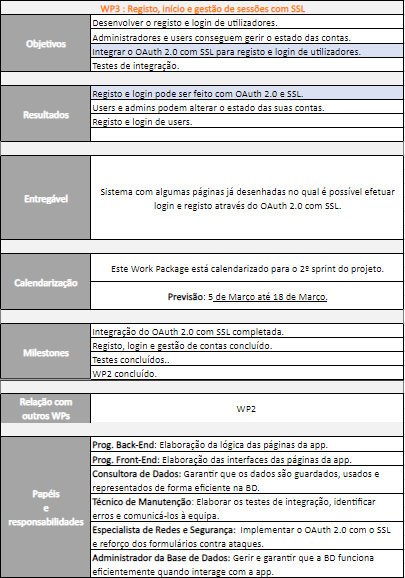 WP3 : Registo, início e gestão de sessões com SSL
Objetivos
Desenvolver o registo e login de utilizadores.
Administradores e users conseguem gerir o estado das contas.
Integrar o OAuth 2.0 com SSL para registo e login de utilizadores.
Testes de integração.
Resultados
Registo e login pode ser feito com OAuth 2.0 e SSL.
Users e admins podem alterar o estado das suas contas.
Registo e login de users.
Entregável
Sistema com algumas páginas já desenhadas no qual é possível efetuar
login e registo através do OAuth 2.0 com SSL.
Calendarização
Este Work Package está calendarizado para o 2º sprint do projeto.
Previsão: 5 de Março até 18 de Março.
Milestones
Integração do OAuth 2.0 com SSL completada.
Registo, login e gestão de contas concluído.
Testes concluídos..
WP2 concluído.
Relação com
outros WPs
WP2
Papéis
e
responsabilidades
Prog. Back-End: Elaboração da lógica das páginas da app.
Prog. Front-End: Elaboração das interfaces das páginas da app.
Consultora de Dados: Garantir que os dados são guardados, usados e
representados de forma eficiente na BD.
Técnico de Manutenção: Elaborar os testes de integração, identificar
erros e comunicá-los à equipa.
Especialista de Redes e Segurança: Implementar o OAuth 2.0 com o SSL
e reforço dos formulários contra ataques.
Administrador da Base de Dados: Gerir e garantir que a BD funciona
eficientemente quando interage com a app.